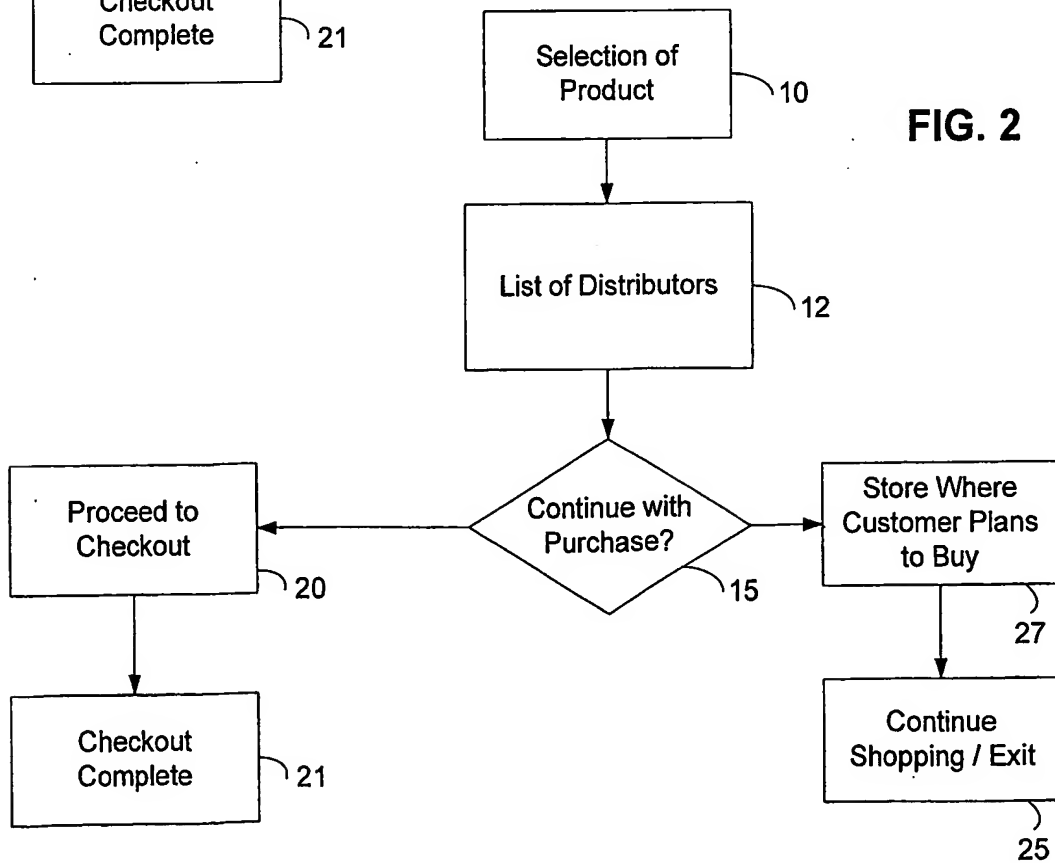 Checkout
Complete
21
Selection of
Product
10
FIG. 2
List of Distributors
12
Continue with
Purchase?
15
Proceed to
Checkout
20
Store Where
Customer Plans
to Buy
27
Checkout
Complete
21
Continue
Shopping / Exit
25